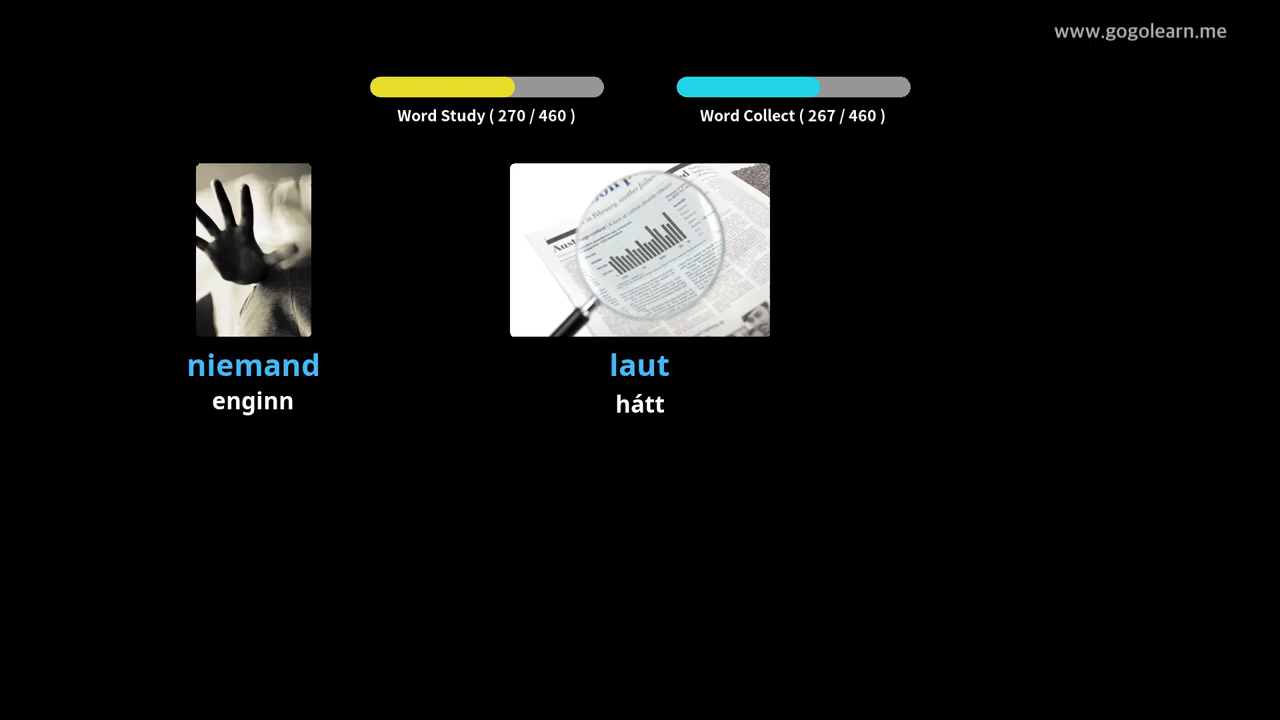 www.gogolearn.me
Word Study ( 270 / 460 )
Word Collect ( 267 / 460 )
niemand
enginn
laut
hátt